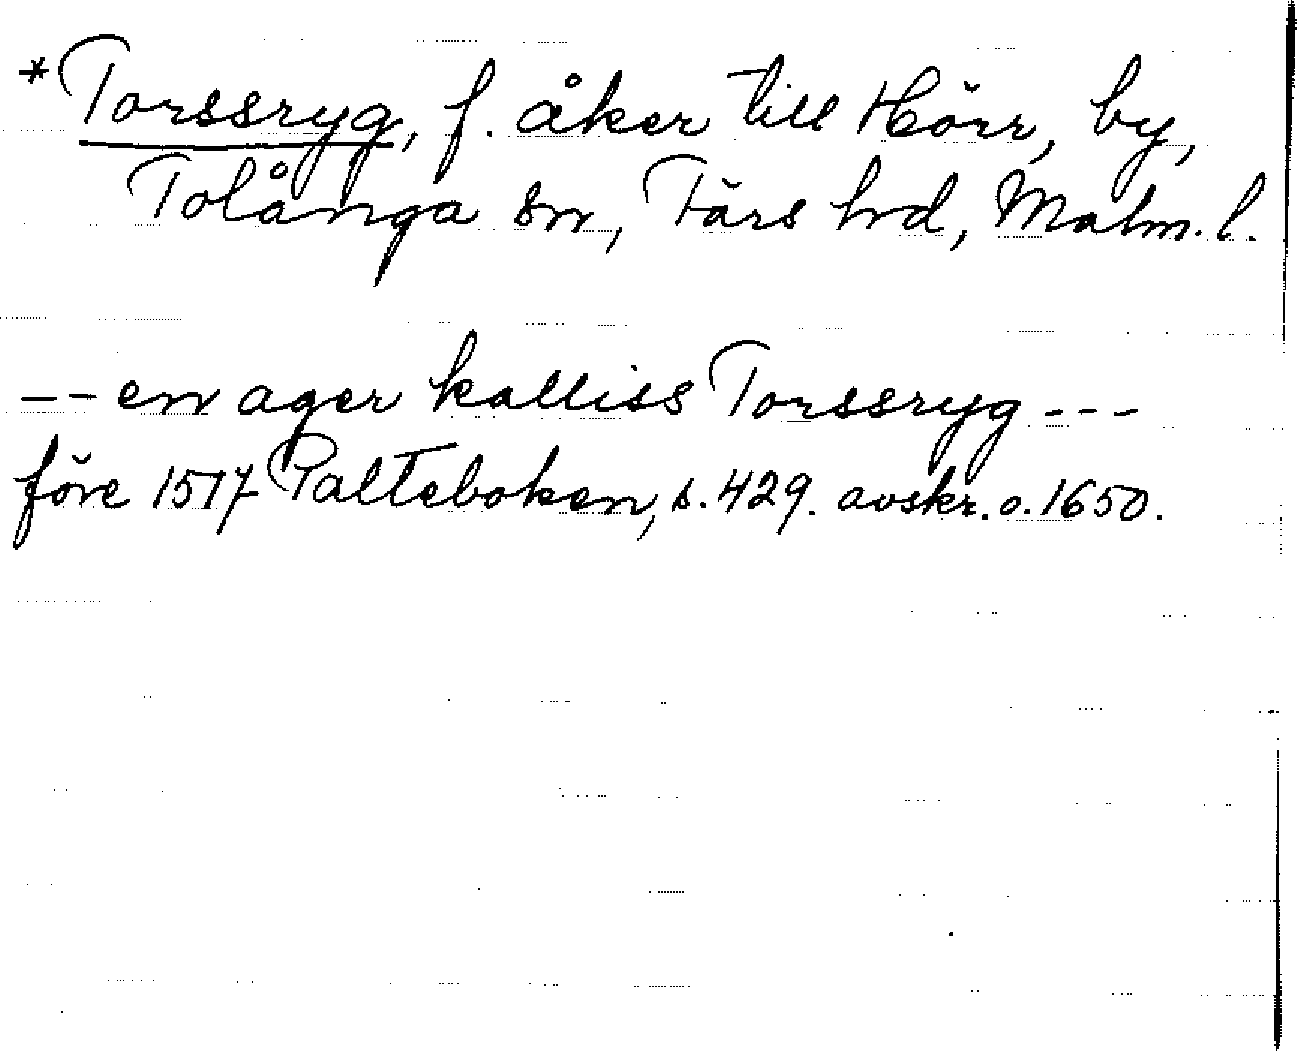 *Torssryg, f. åker till Hörr, by,
Tolånga sn, Färs hd, Malm. l.
-- en ager kalliss Torssryg ---
före 1517 Palteboken, s. 429. avskr. o. 1650.